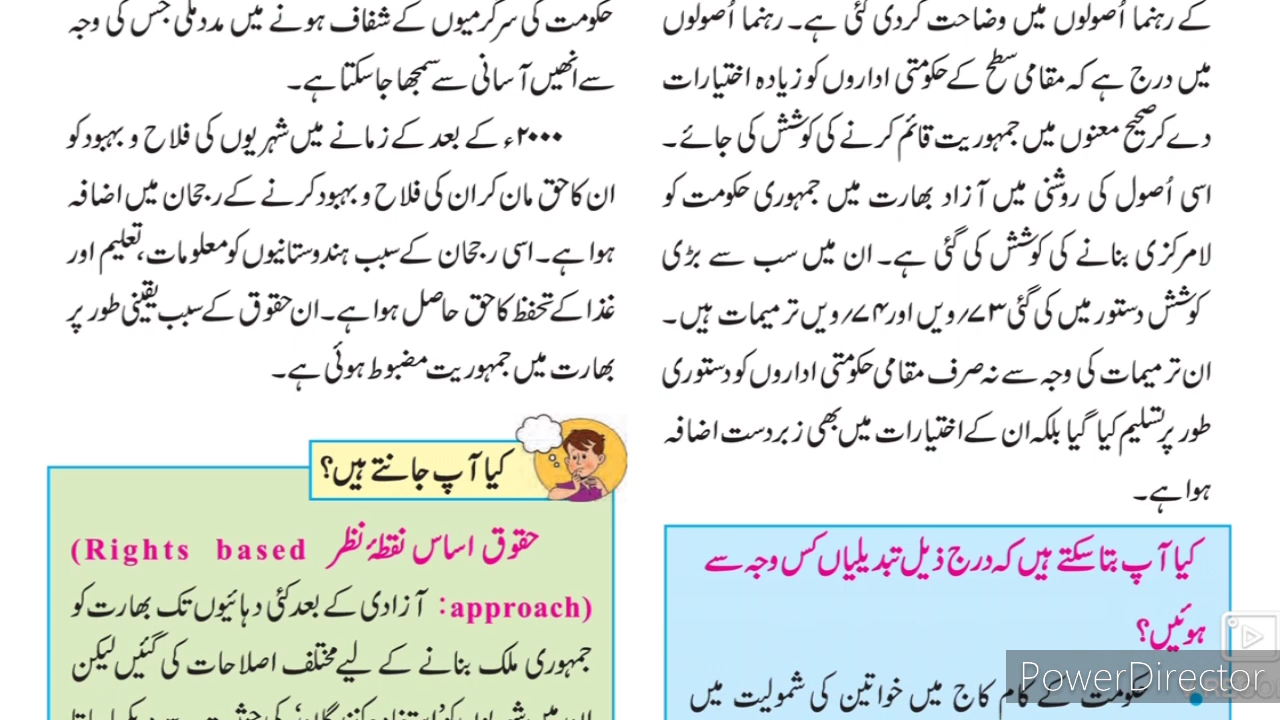 کے رہنما اُصولوں میں وضاحت کردی گئی ہے۔ رہنما اُصولوں
میں درج ہے کہ مقامی سطح کے حکومتی اداروں کو زیادہ اختیارات
دے کر صحیح معنوں میں جمہوریت قائم کرنے کی کوشش کی جائے۔
اسی اُصول کی روشنی میں آزاد بھارت میں جمہوری حکومت کو
لامرکزی بنانے کی کوشش کی گئی ہے۔ ان میں سب سے بڑی
کوشش دستور میں کی گئی ۷۳؍ویں اور ۷۴؍ویں ترمیمات ہیں۔
ان ترمیمات کی وجہ سے نہ صرف مقامی حکومتی اداروں کو دستوری
طور پر تسلیم کیا گیا بلکہ ان کے اختیارات میں بھی زبردست اضافہ
ہوا ہے۔
کیا آپ بتا سکتے ہیں کہ درج ذیل تبدیلیاں کس وجہ سے
ہوئیں؟
• حکومت کے کام کاج میں خواتین کی شمولیت میں
حکومت کی سرگرمیوں کے شفاف ہونے میں مدد ملی جس کی وجہ
سے انھیں آسانی سے سمجھا جاسکتا ہے۔
۲۰۰۰ء کے بعد کے زمانے میں شہریوں کی فلاح و بہبود کو
ان کا حق مان کر ان کی فلاح و بہبود کرنے کے رجحان میں اضافہ
ہوا ہے۔ اسی رجحان کے سبب ہندوستانیوں کو معلومات، تعلیم اور
غذا کے تحفظ کا حق حاصل ہوا ہے۔ ان حقوق کے سبب یقینی طور پر
بھارت میں جمہوریت مضبوط ہوئی ہے۔
کیا آپ جانتے ہیں؟
حقوق اساس نقطۂ نظر (Rights based
approach): آزادی کے بعد کئی دہائیوں تک بھارت کو
جمہوری ملک بنانے کے لیے مختلف اصلاحات کی گئیں لیکن
PowerDirector